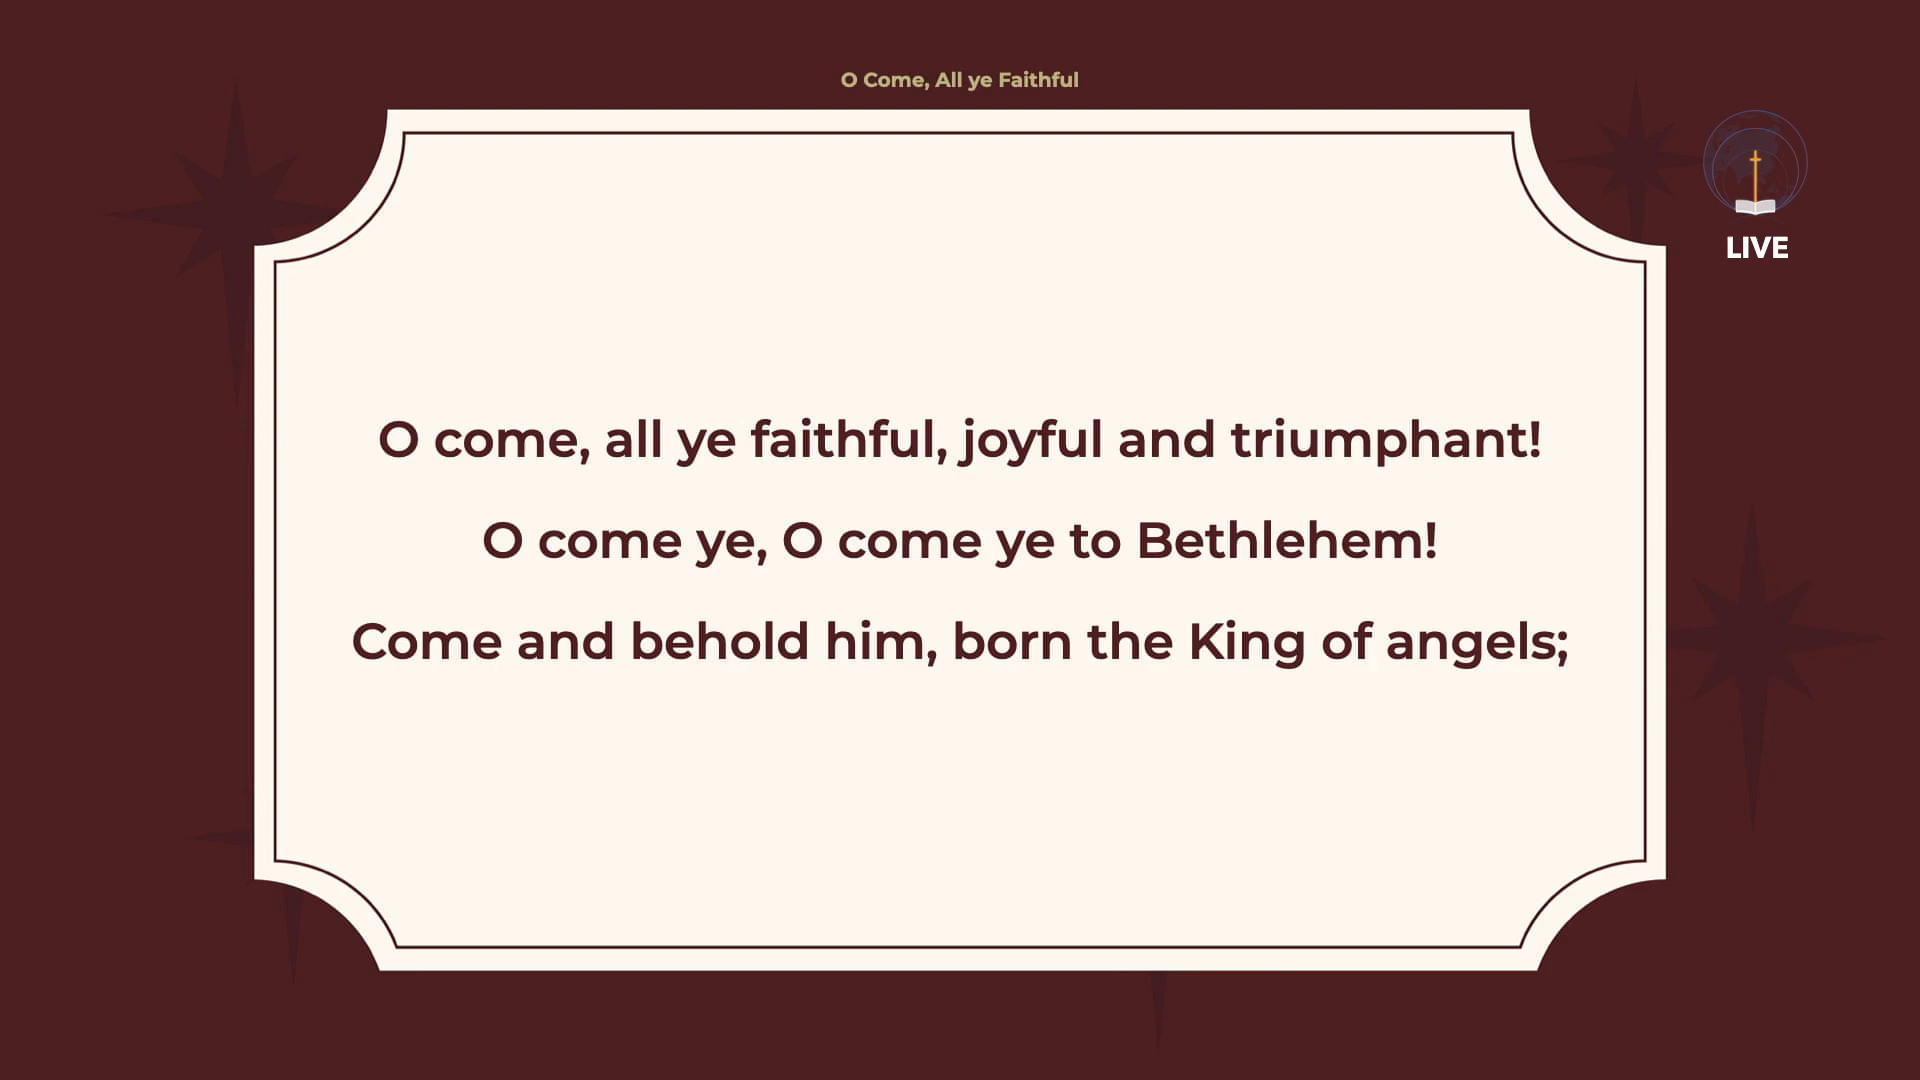 O Come, All ye Faithful
LIVE
O come, all ye faithful, joyful and triumphant!
O come ye, O come ye to Bethlehem!
Come and behold him, born the King of angels;